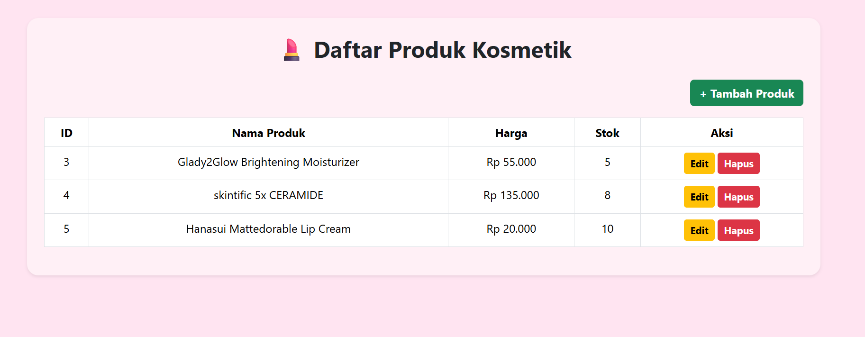 💄 Daftar Produk Kosmetik
+ Tambah Produk
ID Nama Produk Harga Stok Aksi
3 Glady2Glow Brightening Moisturizer Rp 55.000 5 Edit Hapus
4 skintific 5x CERAMIDE Rp 135.000 8 Edit Hapus
5 Hanasui Mattedorable Lip Cream Rp 20.000 10 Edit Hapus